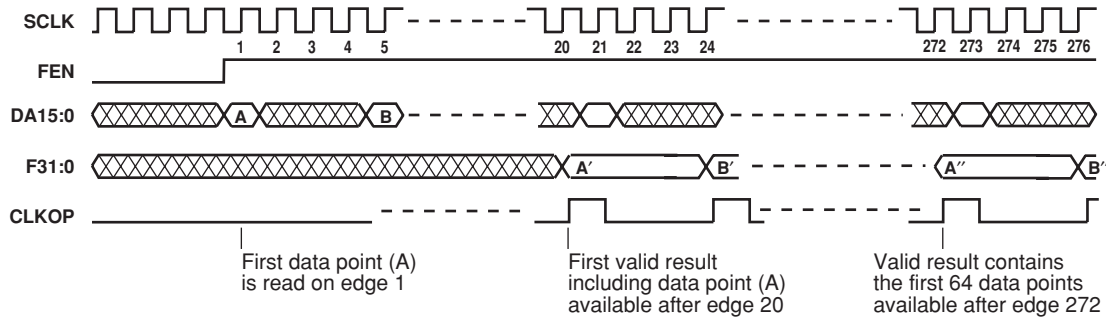 SCLK
1 2 3 4 5 20 21 22 23 24 272 273 274 275 276
FEN
DA15:0 A B
F31:0 A′ B′ A′′ B′′
CLKOP
First data point (A)
is read on edge 1
First valid result
including data point (A)
available after edge 20
Valid result contains
the first 64 data points
available after edge 272